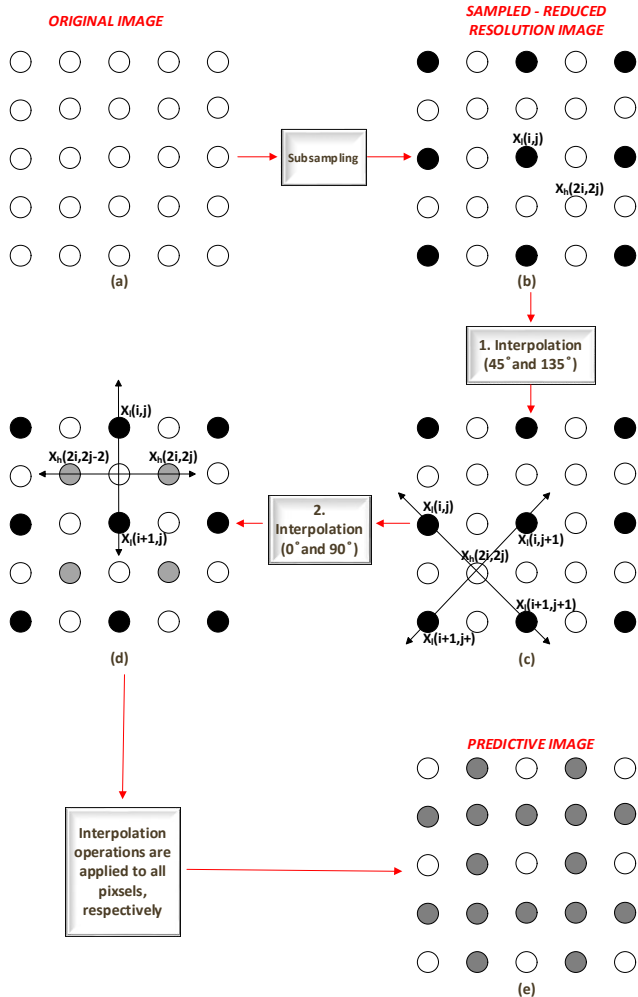 ORIGINAL IMAGE
SAMPLED - REDUCED
RESOLUTION IMAGE
Subsampling
Xl(i,j)
Xh(2i,2j)
(a)
(b)
1. Interpolation
(45˚and 135˚)
Xl(i,j)
Xh(2i,2j-2)
Xh(2i,2j)
Xl(i+1,j)
(d)
2.
Interpolation
(0˚and 90˚)
Xl(i,j)
Xl(i,j+1)
Xh(2i,2j)
Xl(i+1,j+1)
Xl(i+1,j+)
(c)
Interpolation
operations are
applied to all
pixsels,
respectively
PREDICTIVE IMAGE
(e)